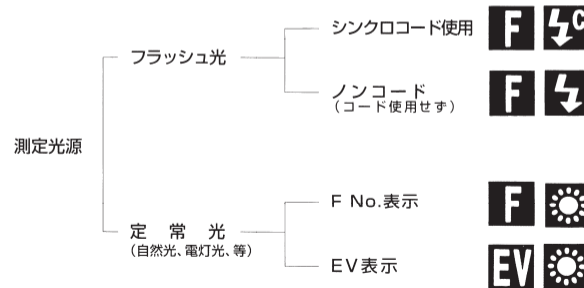 シンクロコード使用 F C
フラッシュ光
ノンコード F
(コード使用せず)
測定光源
F No.表示 F
定 常 光
(自然光、電灯光、等)
EV表示 EV